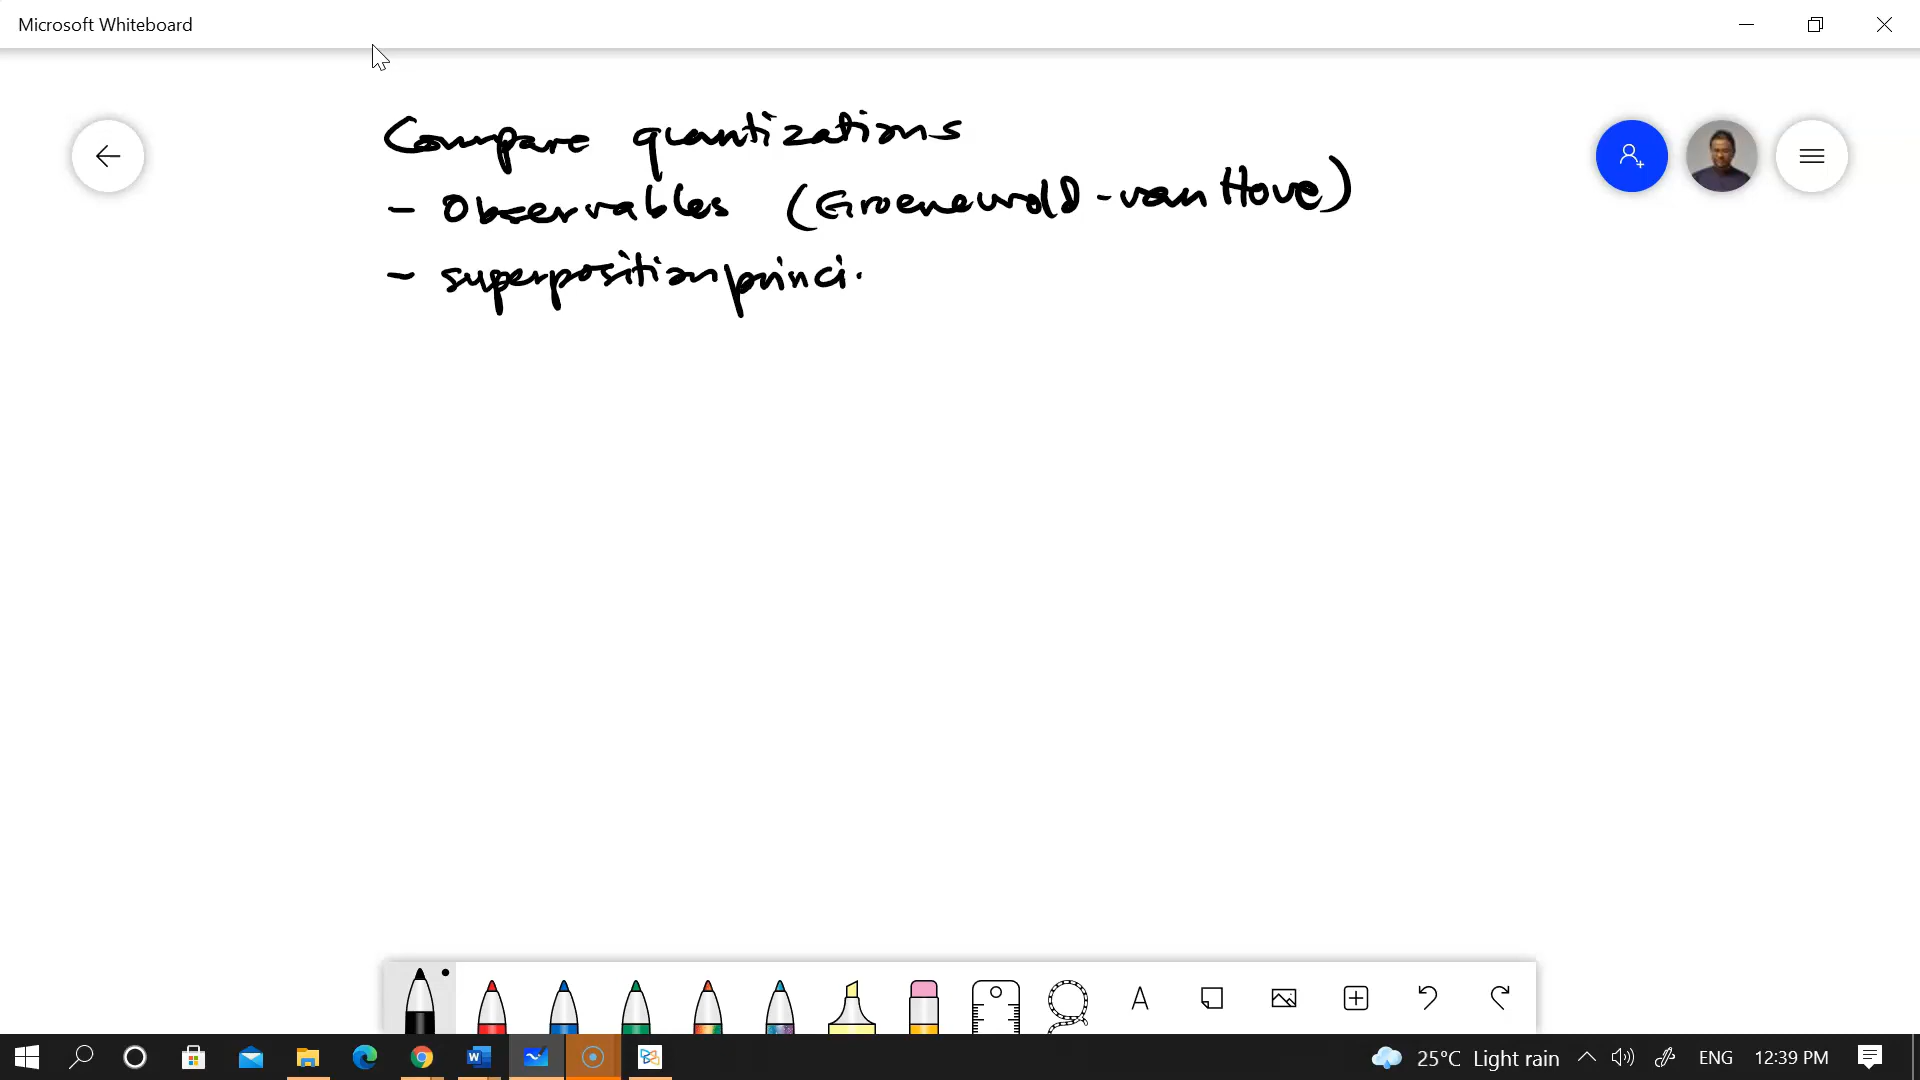 Microsoft Whiteboard
Compare quantizations
- Observables (Groenewold-van Hove)
- superposition princi.
A
25°C Light rain
ENG
12:39 PM